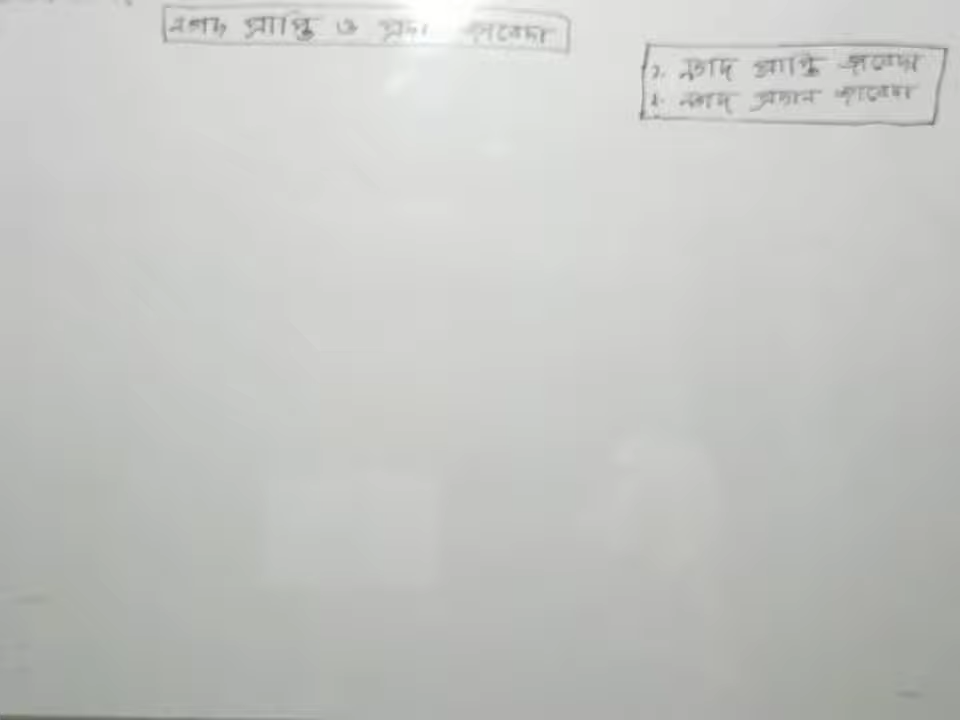 নগদ প্রাপ্তি ও প্রদান জাবেদা
১. নগদ প্রাপ্তি জাবেদা
২. নগদ প্রদান জাবেদা